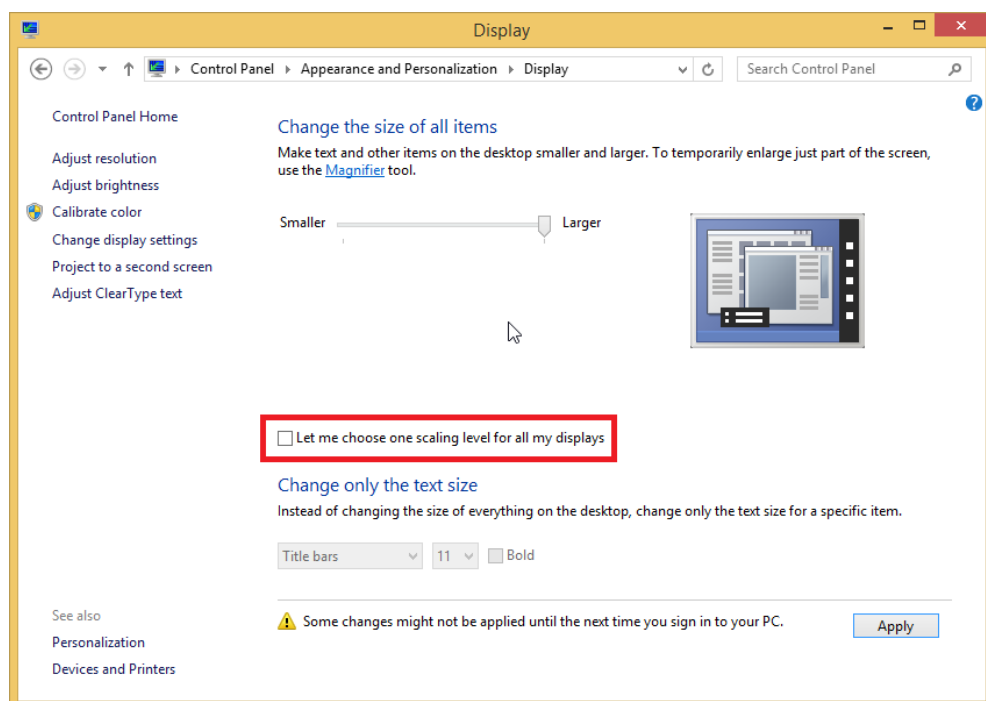 Display
Control Panel Appearance and Personalization Display Search Control Panel
Control Panel Home
Adjust resolution
Adjust brightness
Calibrate color
Change display settings
Project to a second screen
Adjust ClearType text
Change the size of all items
Make text and other items on the desktop smaller and larger. To temporarily enlarge just part of the screen,
use the Magnifier tool.
Smaller Larger
Let me choose one scaling level for all my displays
Change only the text size
Instead of changing the size of everything on the desktop, change only the text size for a specific item.
Title bars 11 Bold
Some changes might not be applied until the next time you sign in to your PC. Apply
See also
Personalization
Devices and Printers